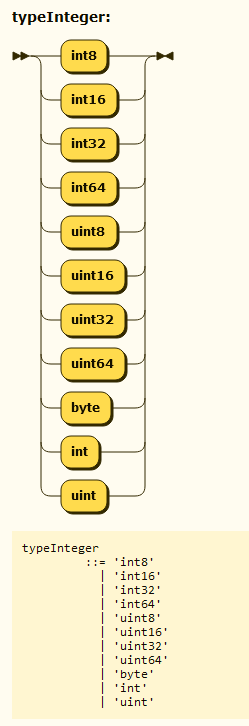 typeInteger:
int8
int16
int32
int64
uint8
uint16
uint32
uint64
byte
int
uint
typeInteger
::= 'int8'
| 'int16'
| 'int32'
| 'int64'
| 'uint8'
| 'uint16'
| 'uint32'
| 'uint64'
| 'byte'
| 'int'
| 'uint'